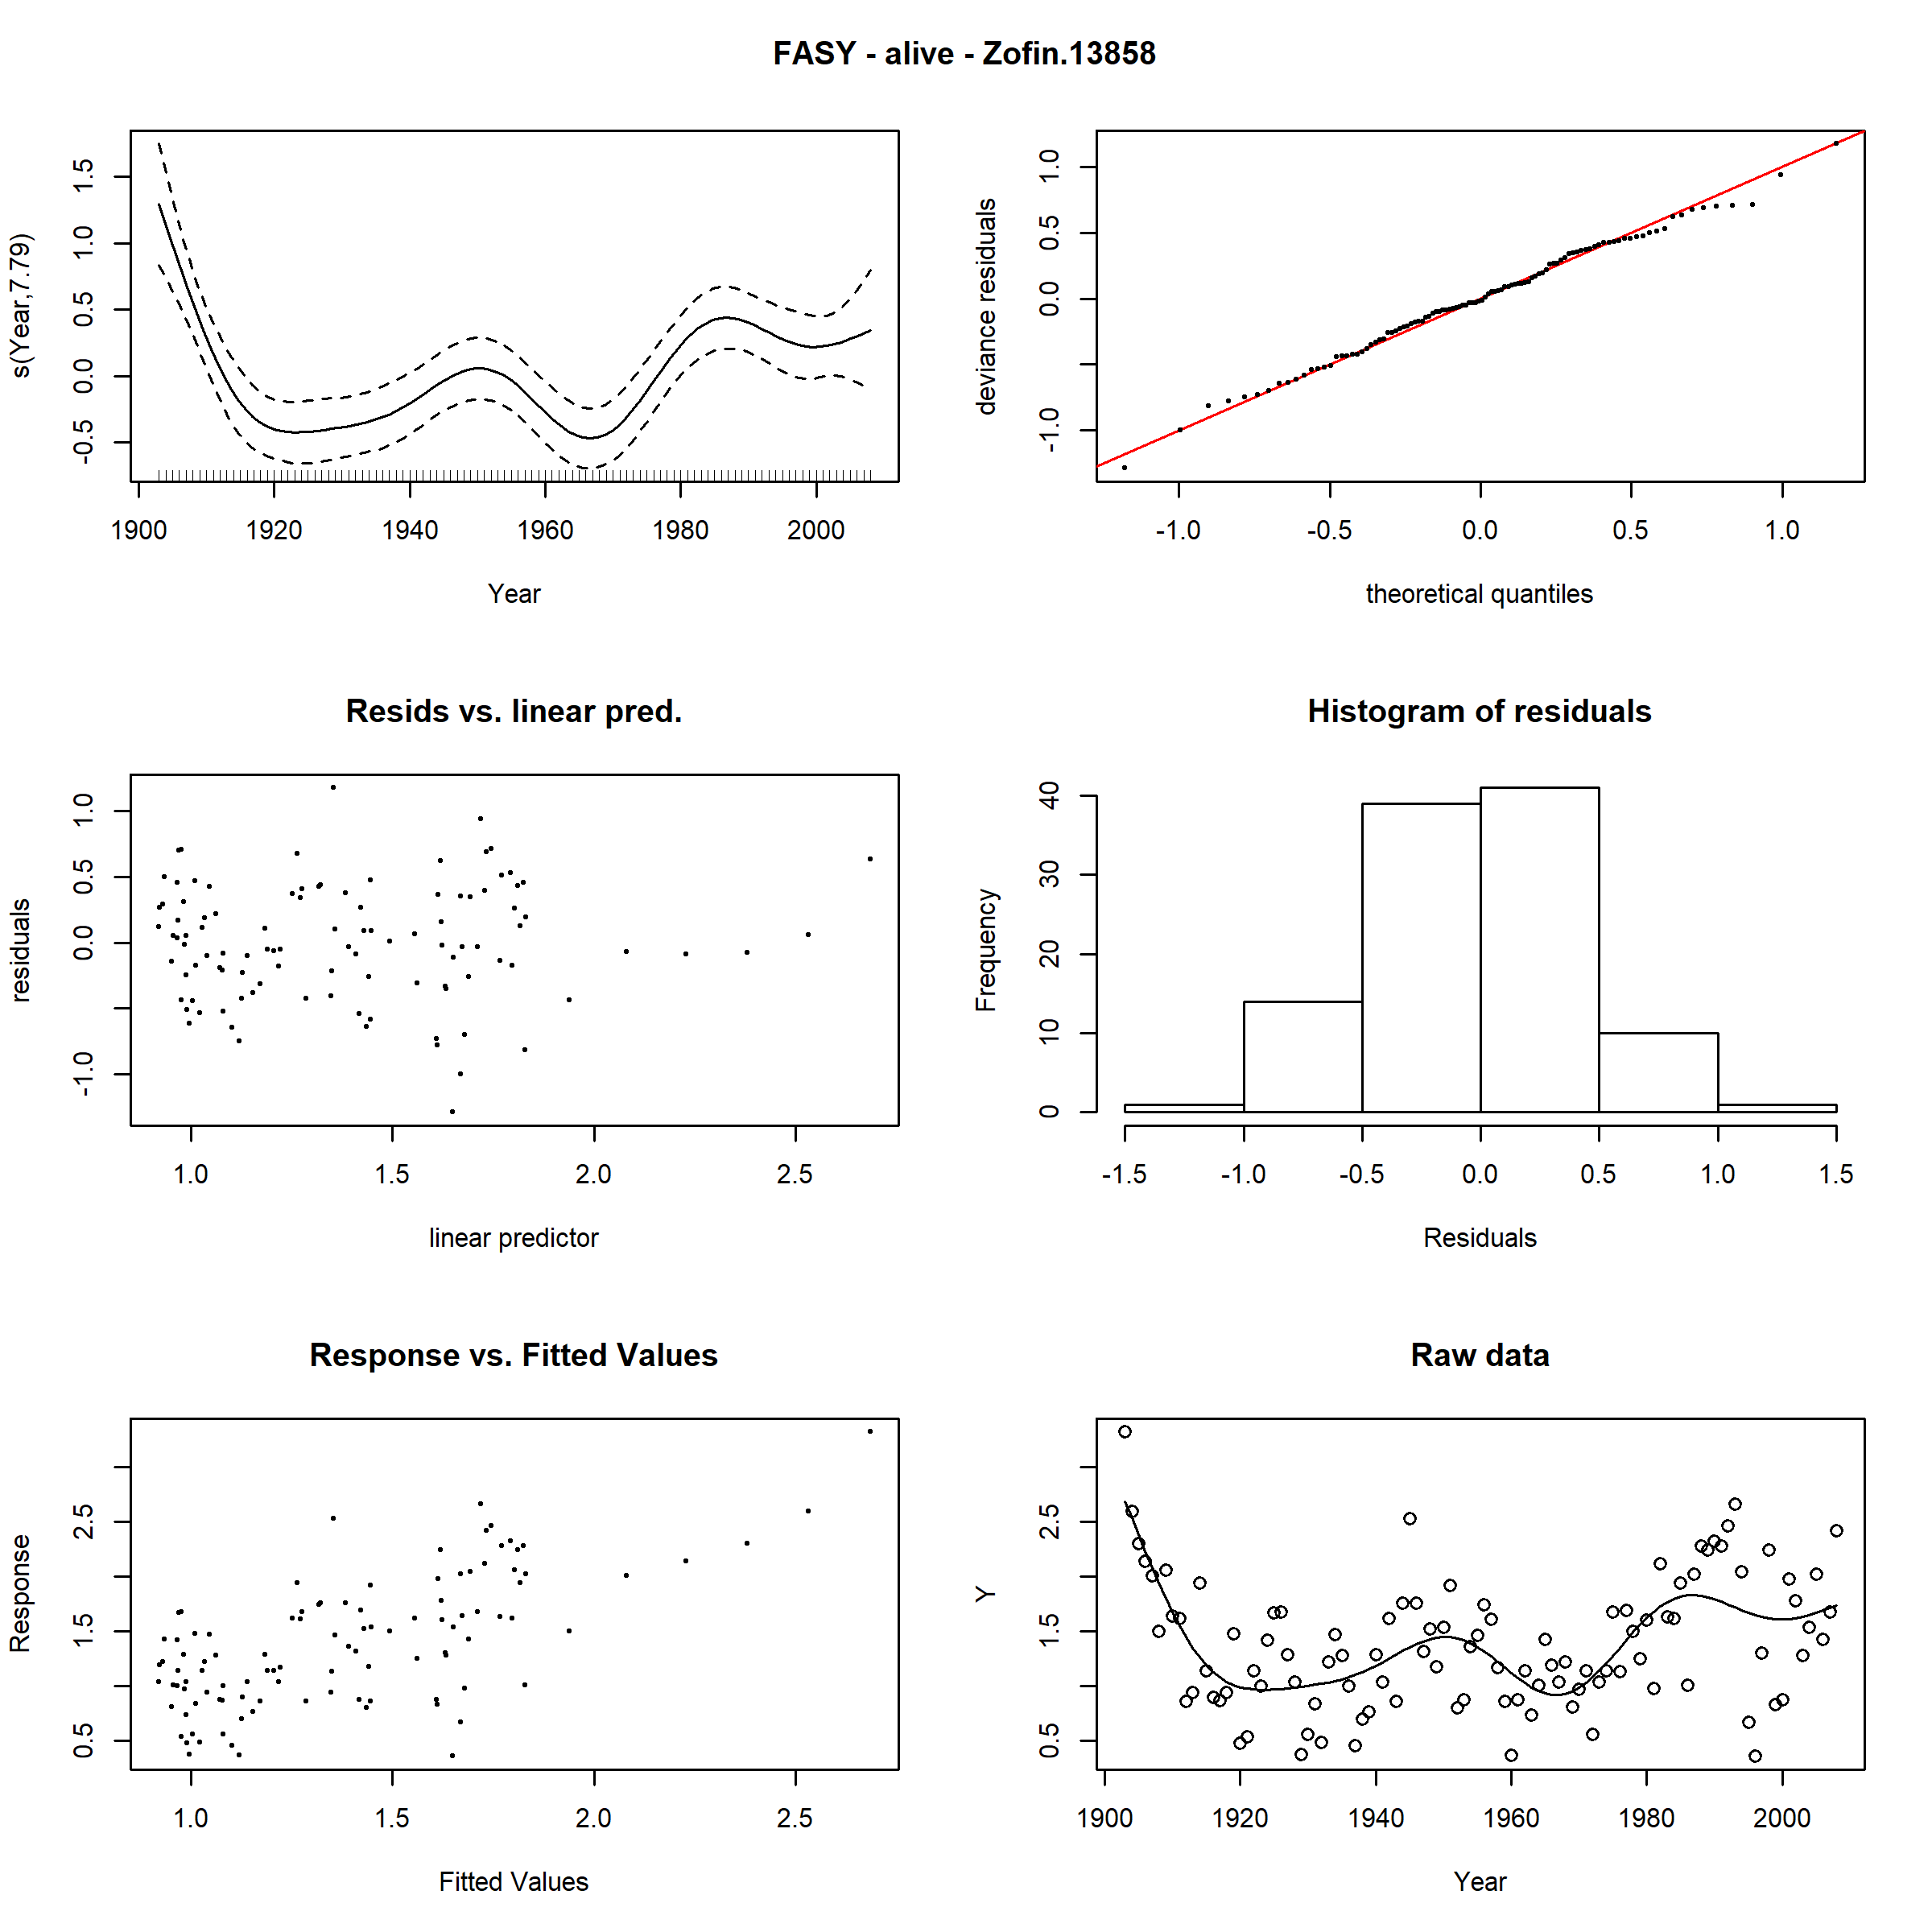 FASY - alive - Zofin.13858
s(Year,7.79)
-0.5 0.0 0.5 1.0 1.5
1900 1920 1940 1960 1980 2000
Year
deviance residuals
-1.0 0.0 0.5 1.0
-1.0 -0.5 0.0 0.5 1.0
theoretical quantiles
Resids vs. linear pred.
residuals
-1.0 0.0 0.5 1.0
1.0 1.5 2.0 2.5
linear predictor
Histogram of residuals
Frequency
0 10 20 30 40
-1.5 -1.0 -0.5 0.0 0.5 1.0 1.5
Residuals
Response vs. Fitted Values
Response
0.5 1.5 2.5
1.0 1.5 2.0 2.5
Fitted Values
Raw data
Y
0.5 1.5 2.5
1900 1920 1940 1960 1980 2000
Year